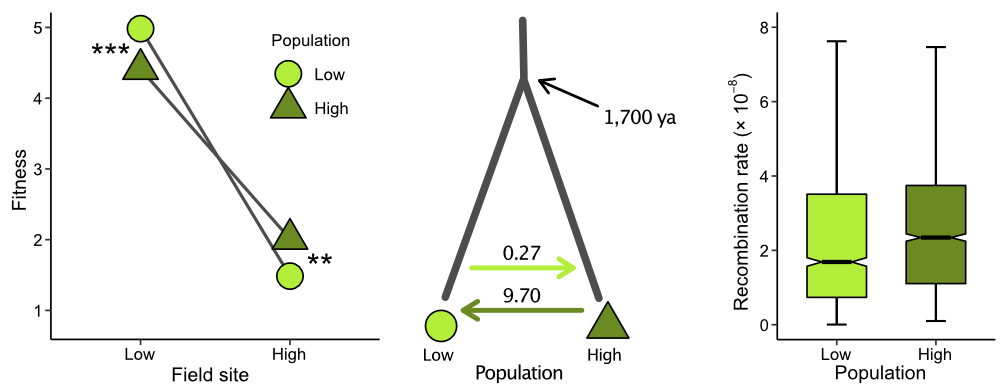 Fitness
5
4
3
2
1
***
**
Population
Low
High
Low
High
Field site
1,700 ya
0.27
9.70
Low
High
Population
Recombination rate (× 10⁻⁸)
8
6
4
2
0
Low
High
Population